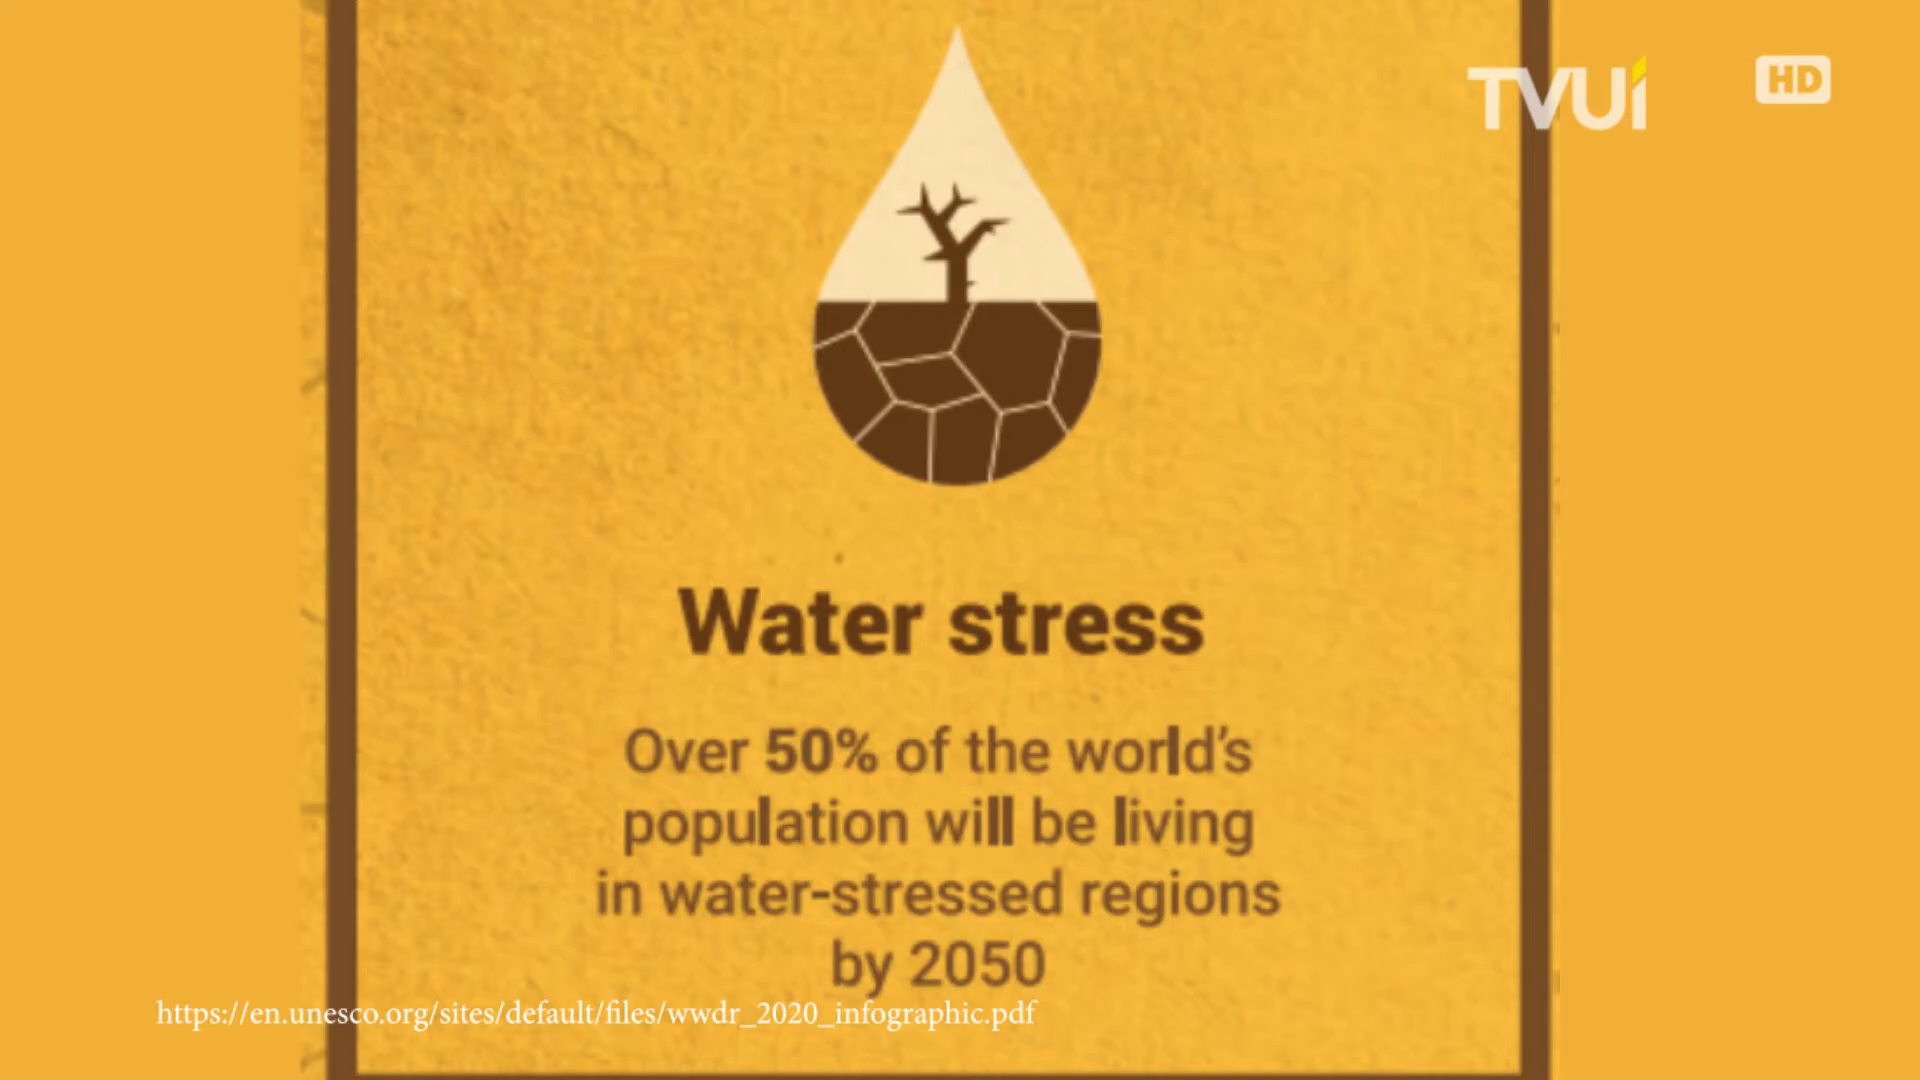 TVUi
HD
Water stress
Over 50% of the world's
population will be living
in water-stressed regions
by 2050
https://en.unesco.org/sites/default/files/wwdr_2020_infographic.pdf